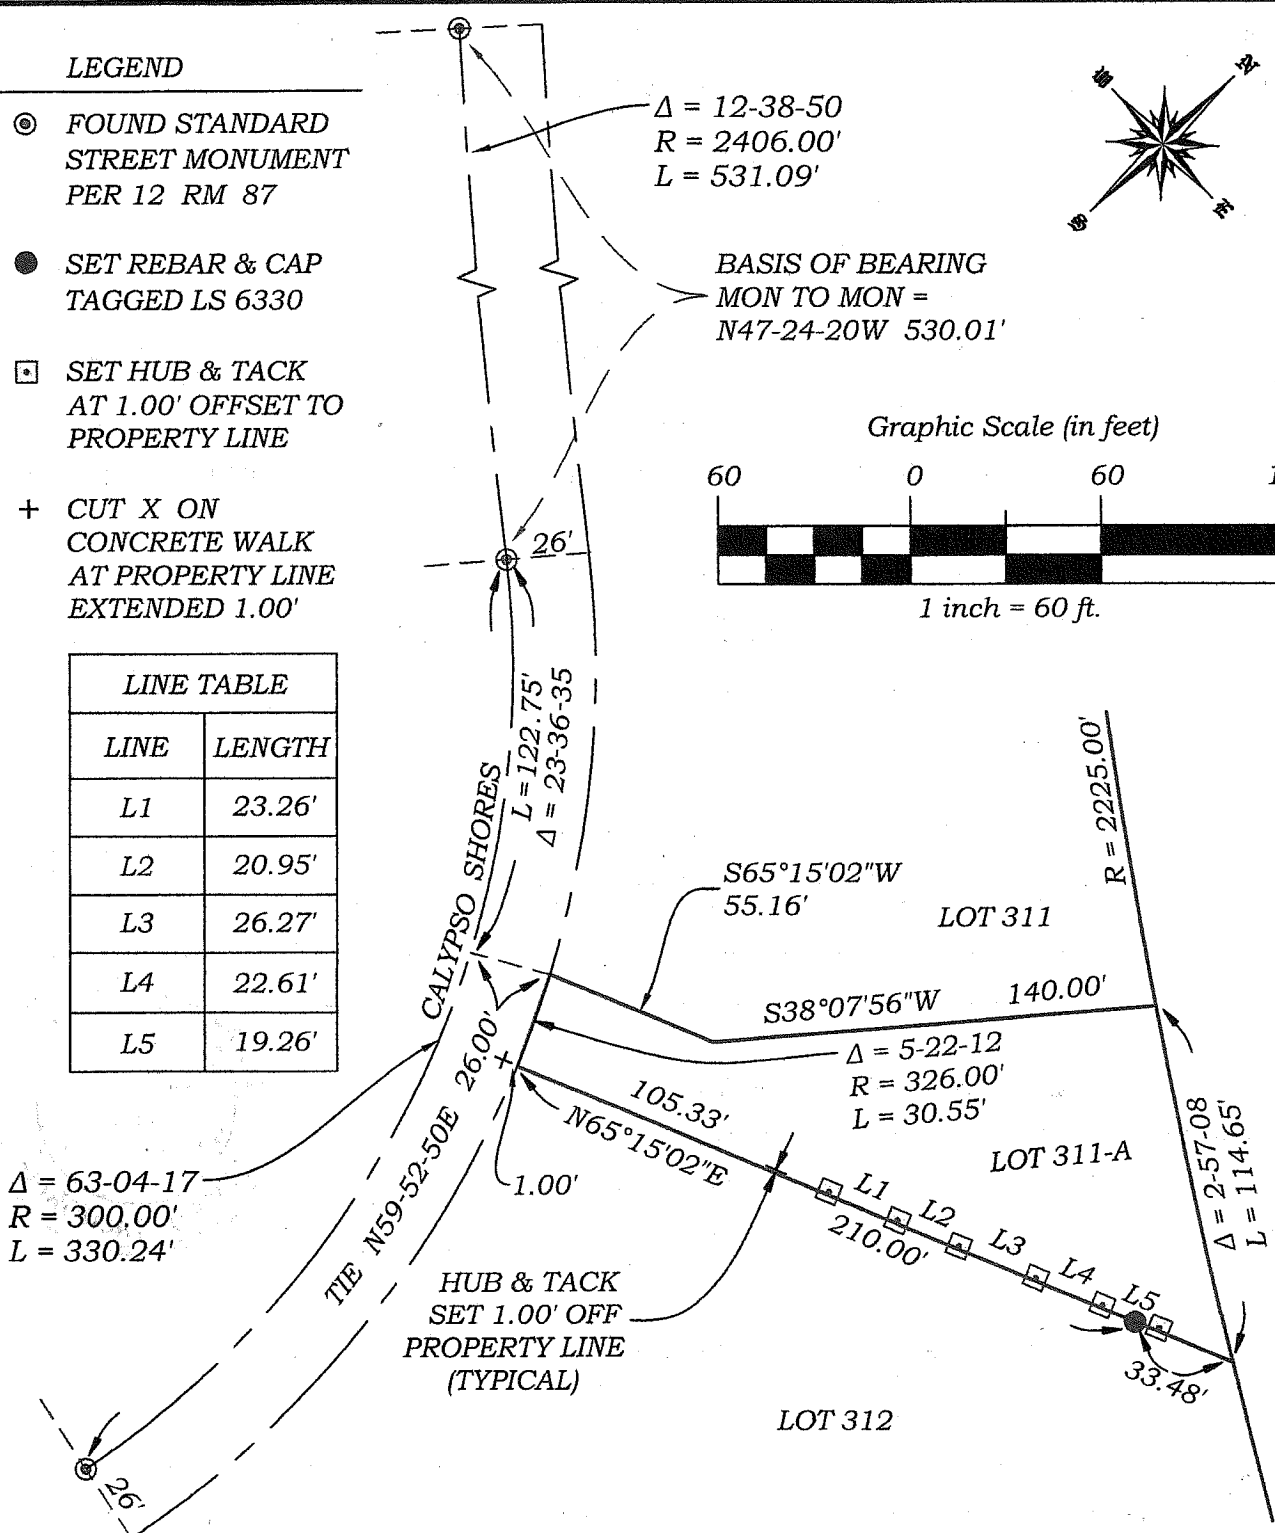 LEGEND
FOUND STANDARD
STREET MONUMENT
PER 12 RM 87
SET REBAR & CAP
TAGGED LS 6330
SET HUB & TACK
AT 1.00' OFFSET TO
PROPERTY LINE
+ CUT X ON
CONCRETE WALK
AT PROPERTY LINE
EXTENDED 1.00'
LINE TABLE
LINE LENGTH
L1 23.26'
L2 20.95'
L3 26.27'
L4 22.61'
L5 19.26'
Δ = 12-38-50
R = 2406.00'
L = 531.09'
N
W
S
E
BASIS OF BEARING
MON TO MON =
N47-24-20W 530.01'
Graphic Scale (in feet)
60 0 60
1 inch = 60 ft.
26'
L = 122.75'
Δ = 23-36-35
CALYPSO SHORES
R = 2225.00'
S65°15'02"W
55.16'
LOT 311
S38°07'56"W 140.00'
Δ = 5-22-12
R = 326.00'
L = 30.55'
TIE N59-52-50E 26.00'
105.33'
N65°15'02"E
1.00'
LOT 311-A
Δ = 2-57-08
L = 114.65'
Δ = 63-04-17
R = 300.00'
L = 330.24'
L1
L2
L3
L4
L5
210.00'
HUB & TACK
SET 1.00' OFF
PROPERTY LINE
(TYPICAL)
33.48'
LOT 312
26'